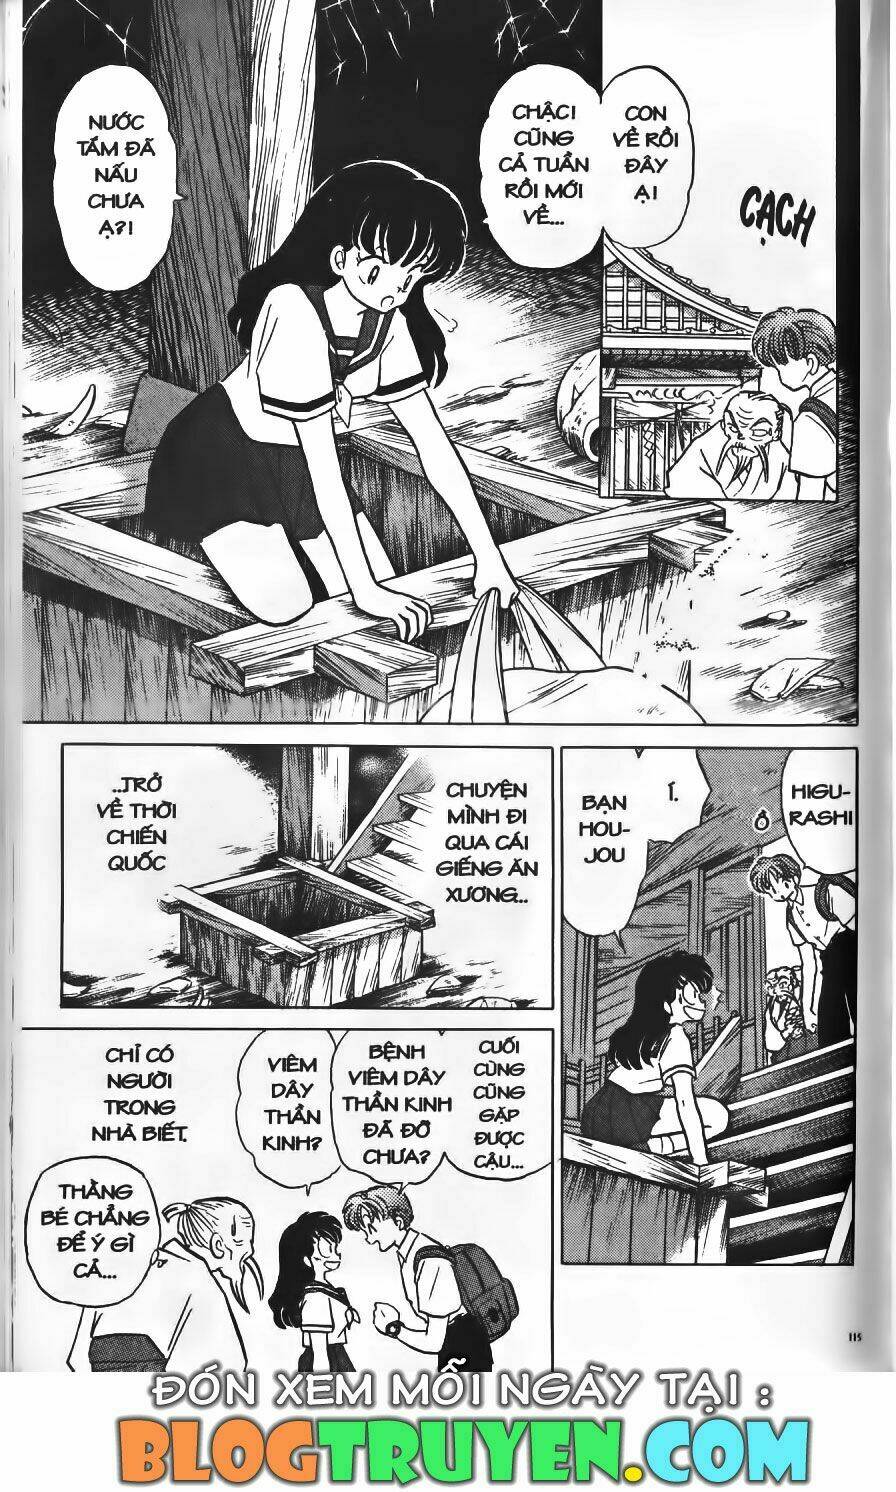 CON
VỀ RỒI
ĐÂY
Ạ!
CẠCH
CHẬC!
CŨNG
CẢ TUẦN
RỒI MỚI
VỀ...
NƯỚC
TẮM ĐÃ
NẤU
CHƯA
Ạ?!
HIGU-
RASHI
Ồ
Í.
BẠN
HOU-
JOU
CHUYỆN
MÌNH ĐI
QUA CÁI
GIẾNG ĂN
XƯƠNG...
...TRỞ
VỀ THỜI
CHIẾN
QUỐC
CUỐI
CÙNG
CŨNG
GẶP
ĐƯỢC
CẬU...
BỆNH
VIÊM DÂY
THẦN KINH
ĐÃ ĐỠ
CHƯA?
VIÊM
DÂY
THẦN
KINH?
CHỈ CÓ
NGƯỜI
TRONG
NHÀ BIẾT.
THẰNG
BÉ CHẲNG
ĐỂ Ý GÌ
CẢ...
115
ĐÓN XEM MỖI NGÀY TẠI :
BLOGTRUYEN.COM